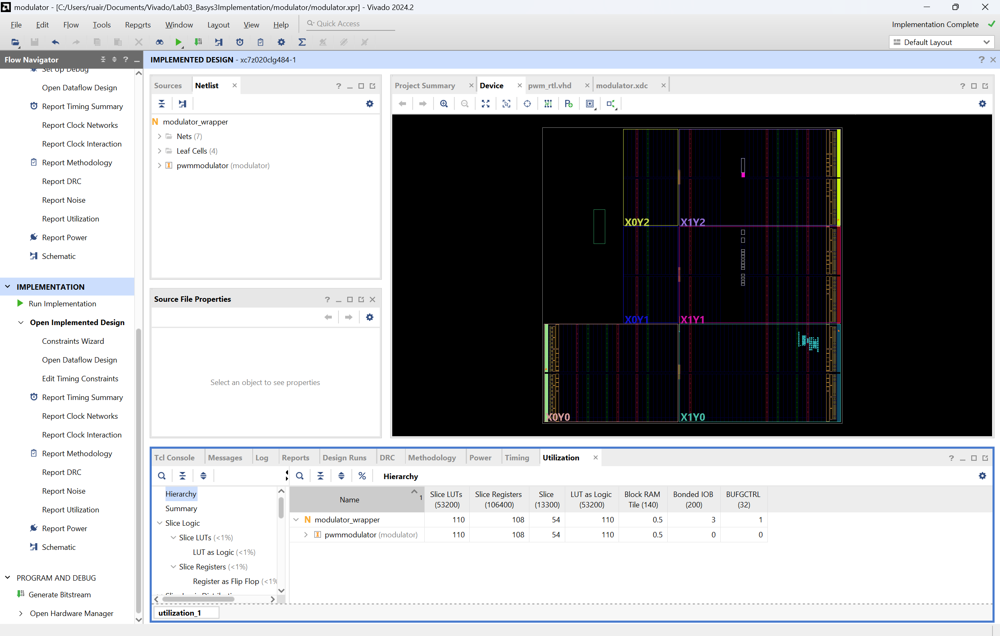 modulator - [C:/Users/ruair/Documents/Vivado/Lab03_Basys3Implementation/modulator/modulator.xpr] - Vivado 2024.2
File Edit Flow Tools Reports Window Layout View Help Quick Access
Implementation Complete
Default Layout
Flow Navigator
Set Up Debug
Open Dataflow Design
Report Timing Summary
Report Clock Networks
Report Clock Interaction
Report Methodology
Report DRC
Report Noise
Report Utilization
Report Power
Schematic
IMPLEMENTATION
Run Implementation
Open Implemented Design
Constraints Wizard
Open Dataflow Design
Edit Timing Constraints
Report Timing Summary
Report Clock Networks
Report Clock Interaction
Report Methodology
Report DRC
Report Noise
Report Utilization
Report Power
Schematic
PROGRAM AND DEBUG
Generate Bitstream
Open Hardware Manager
IMPLEMENTED DESIGN - xc7z020clg484-1
Sources Netlist
N modulator_wrapper
Nets (7)
Leaf Cells (4)
pwmmodulator (modulator)
Source File Properties
Select an object to see properties
Project Summary Device pwm_rtl.vhd modulator.xdc
X0Y2 X1Y2
X0Y1 X1Y1
X0Y0 X1Y0
Tcl Console Messages Log Reports Design Runs DRC Methodology Power Timing Utilization
Hierarchy
Hierarchy
Summary
Slice Logic
Slice LUTs (<1%)
LUT as Logic (<1%)
Slice Registers (<1%)
Register as Flip Flop (<1%
Name 1 Slice LUTs (53200) Slice Registers (106400) Slice (13300) LUT as Logic (53200) Block RAM Tile (140) Bonded IOB (200) BUFGCTRL (32)
N modulator_wrapper 110 108 54 110 0.5 3 1
pwmmodulator (modulator) 110 108 54 110 0.5 0 0
utilization_1